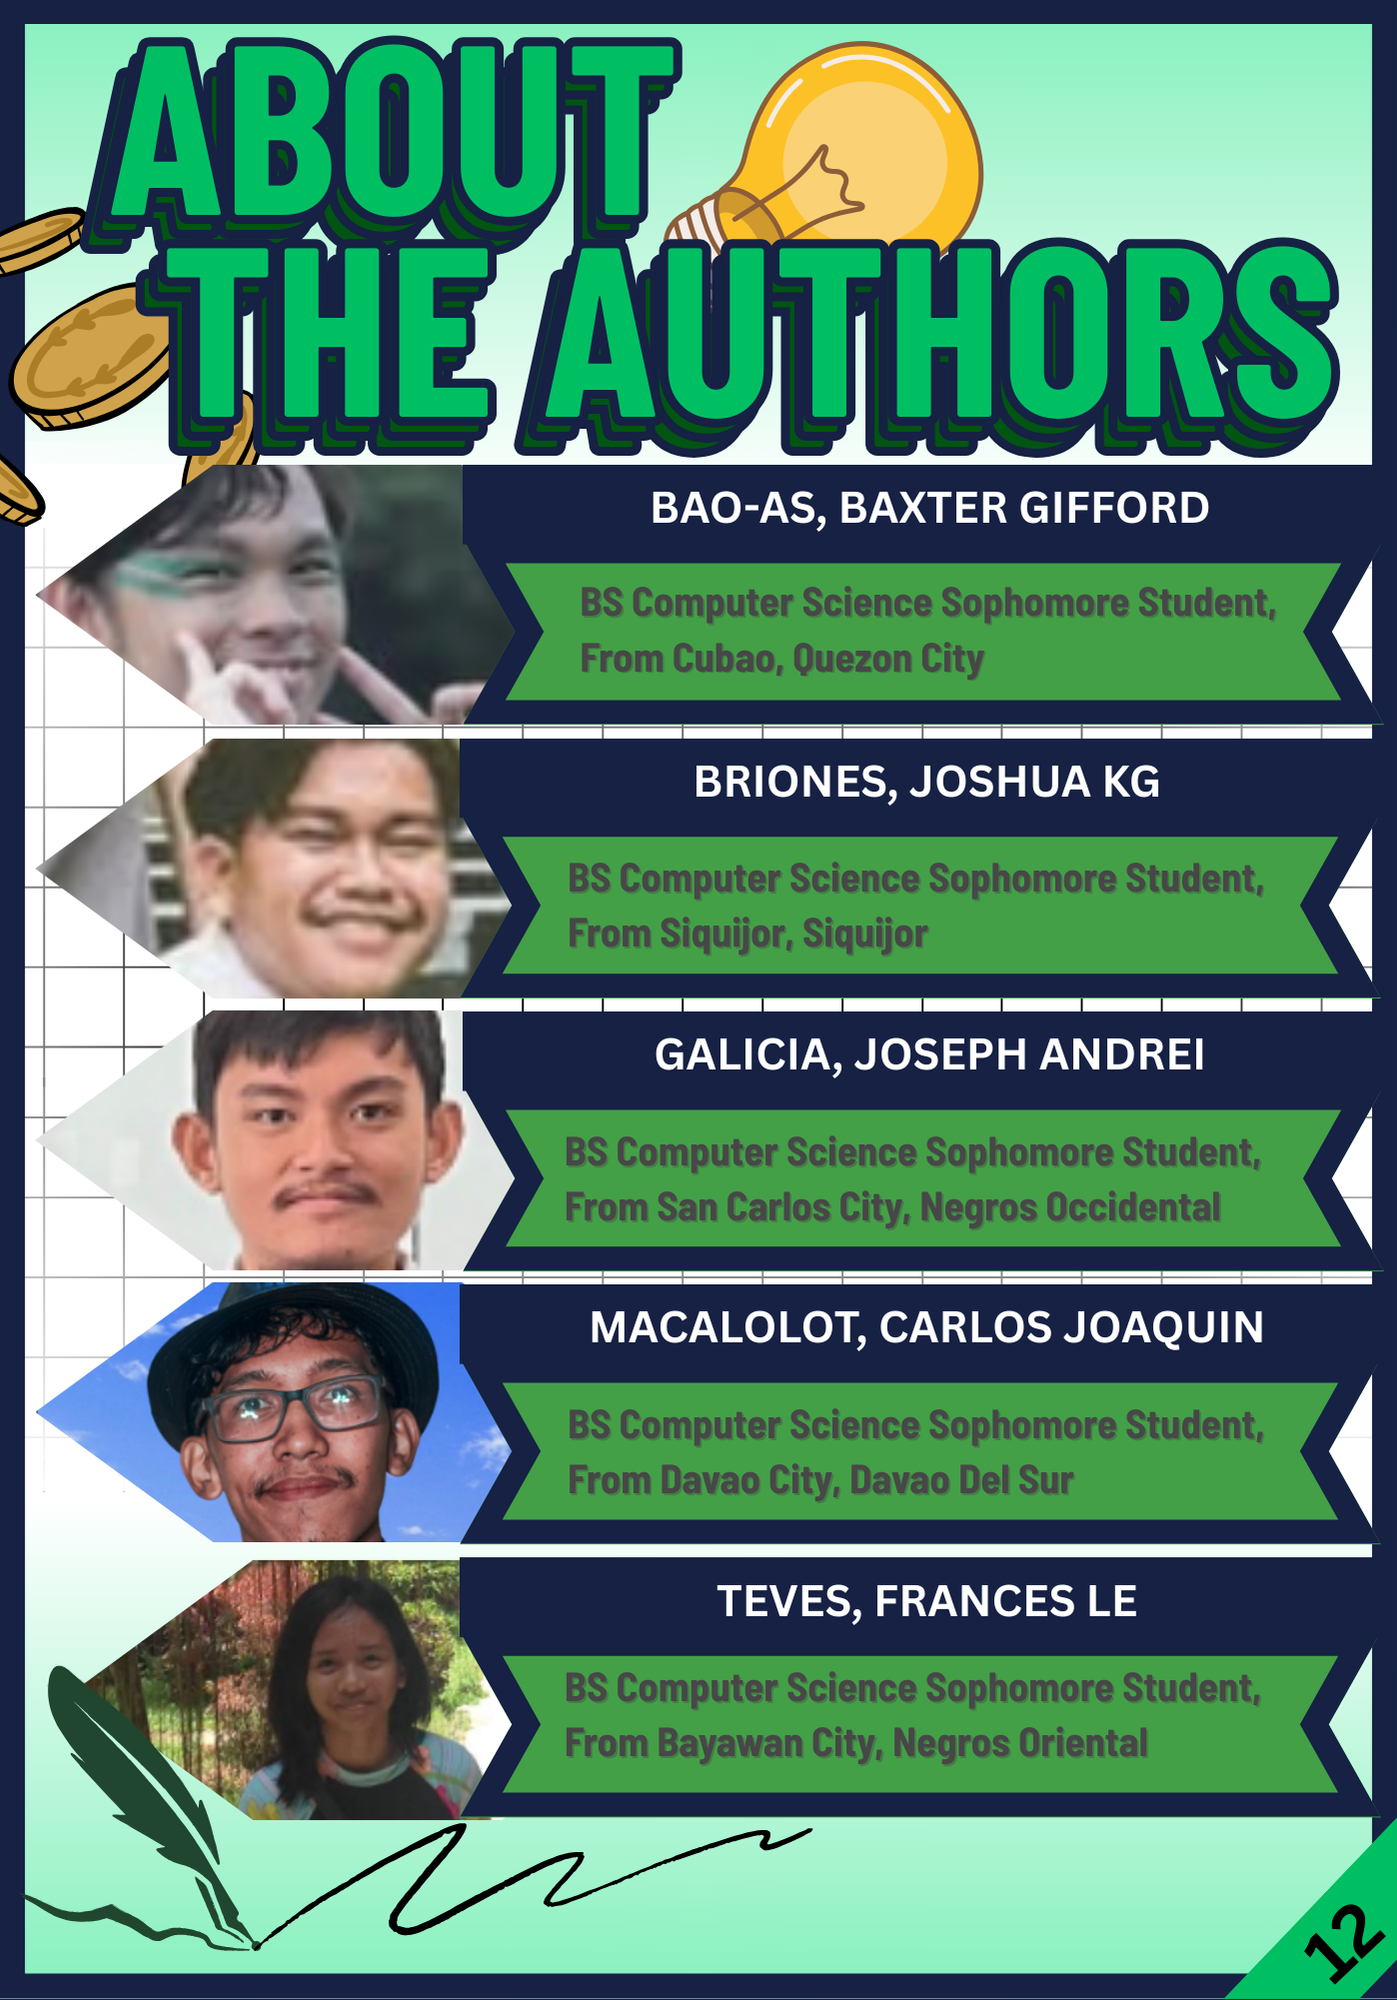 ABOUT
THE AUTHORS
BAO-AS, BAXTER GIFFORD
BS Computer Science Sophomore Student,
From Cubao, Quezon City
BRIONES, JOSHUA KG
BS Computer Science Sophomore Student,
From Siquijor, Siquijor
GALICIA, JOSEPH ANDREI
BS Computer Science Sophomore Student,
From San Carlos City, Negros Occidental
MACALOLOT, CARLOS JOAQUIN
BS Computer Science Sophomore Student,
From Davao City, Davao Del Sur
TEVES, FRANCES LE
BS Computer Science Sophomore Student,
From Bayawan City, Negros Oriental
12